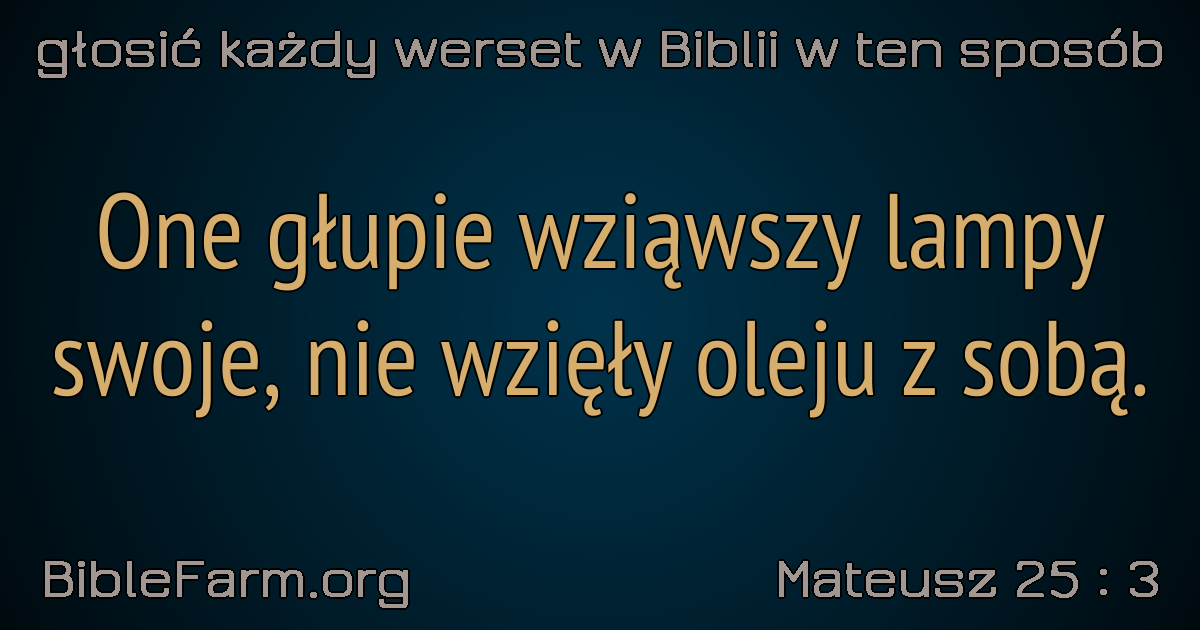 głosić każdy werset w Biblii w ten sposób
One głupie wziąwszy lampy
swoje, nie wzięły oleju z sobą.
BibleFarm.org
Mateusz 25 : 3